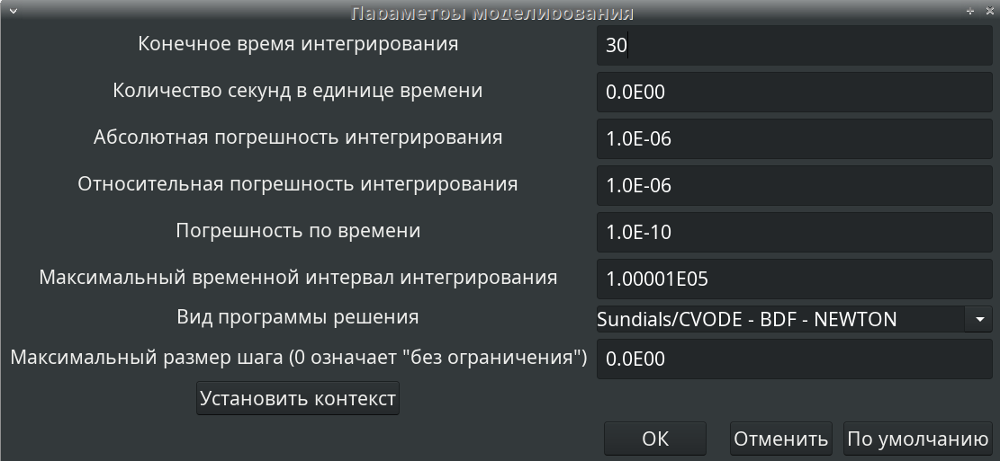 Параметры моделирования
Конечное время интегрирования 30
Количество секунд в единице времени 0.0E00
Абсолютная погрешность интегрирования 1.0E-06
Относительная погрешность интегрирования 1.0E-06
Погрешность по времени 1.0E-10
Максимальный временной интервал интегрирования 1.00001E05
Вид программы решения Sundials/CVODE - BDF - NEWTON
Максимальный размер шага (0 означает "без ограничения") 0.0E00
Установить контекст
ОК Отменить По умолчанию